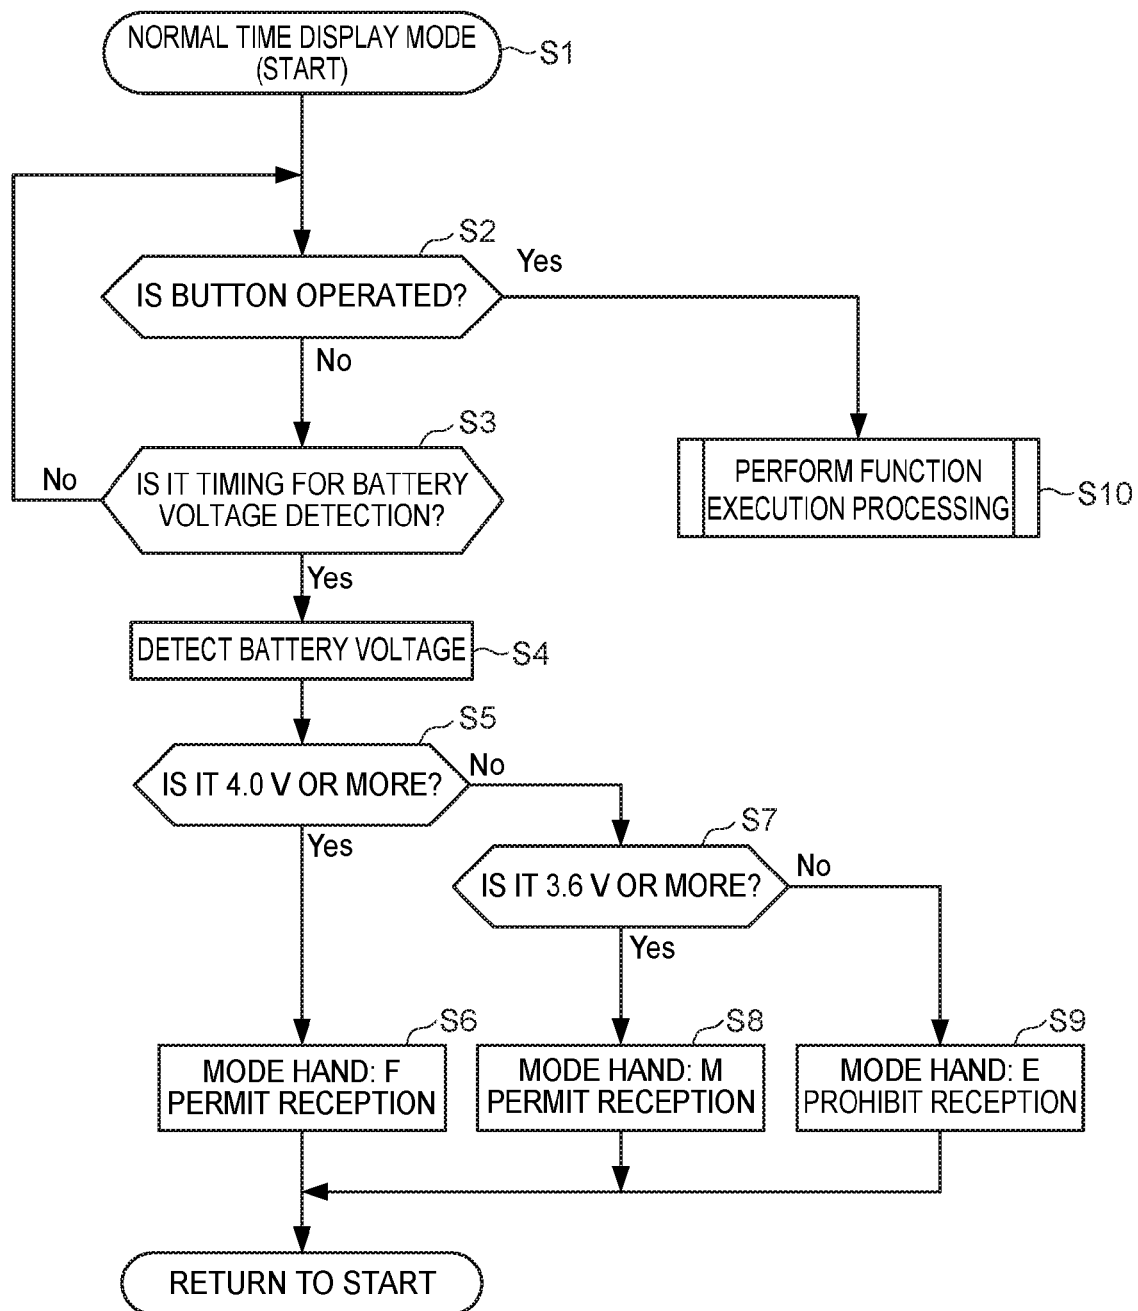 NORMAL TIME DISPLAY MODE
(START)
S1
S2
IS BUTTON OPERATED?
Yes
No
S3
IS IT TIMING FOR BATTERY
VOLTAGE DETECTION?
No
Yes
PERFORM FUNCTION
EXECUTION PROCESSING
S10
DETECT BATTERY VOLTAGE
S4
S5
IS IT 4.0 V OR MORE?
No
Yes
S7
IS IT 3.6 V OR MORE?
No
Yes
S6
MODE HAND: F
PERMIT RECEPTION
S8
MODE HAND: M
PERMIT RECEPTION
S9
MODE HAND: E
PROHIBIT RECEPTION
RETURN TO START